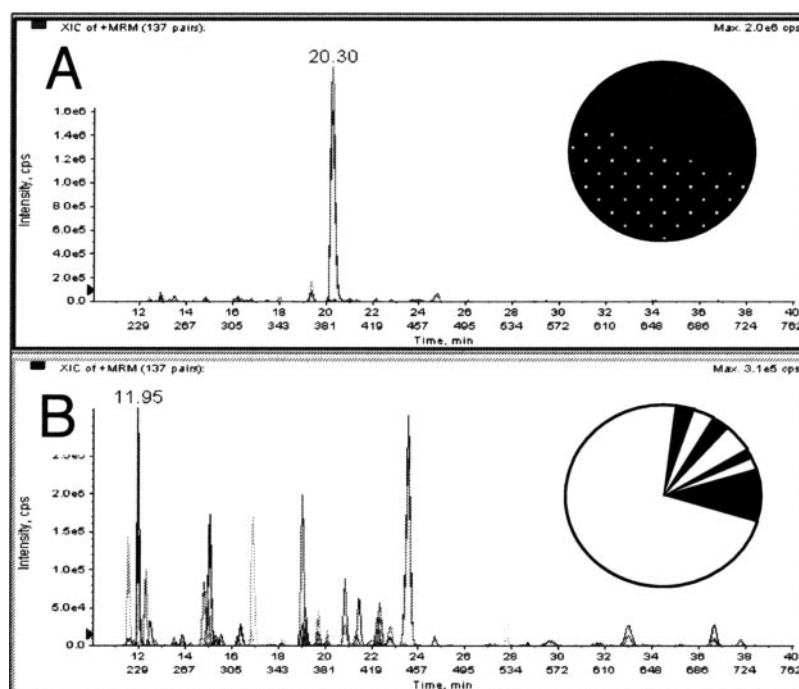 XIC of +MRM (137 pairs): Max. 2.0e6 cps
A
20.30
1.6e6
1.4e6
1.2e6
1.0e6
8.0e5
6.0e5
4.0e5
2.0e5
0.0
Intensity, cps
12 14 16 18 20 22 24 26 28 30 32 34 36 38 40
229 267 305 343 381 419 457 495 534 572 610 648 686 724 762
Time, min
XIC of +MRM (137 pairs): Max. 3.1e5 cps
B
11.95
2.0e5
1.5e5
1.0e5
5.0e4
0.0
Intensity, cps
12 14 16 18 20 22 24 26 28 30 32 34 36 38 40
229 267 305 343 381 419 457 495 534 572 610 648 686 724 762
Time, min